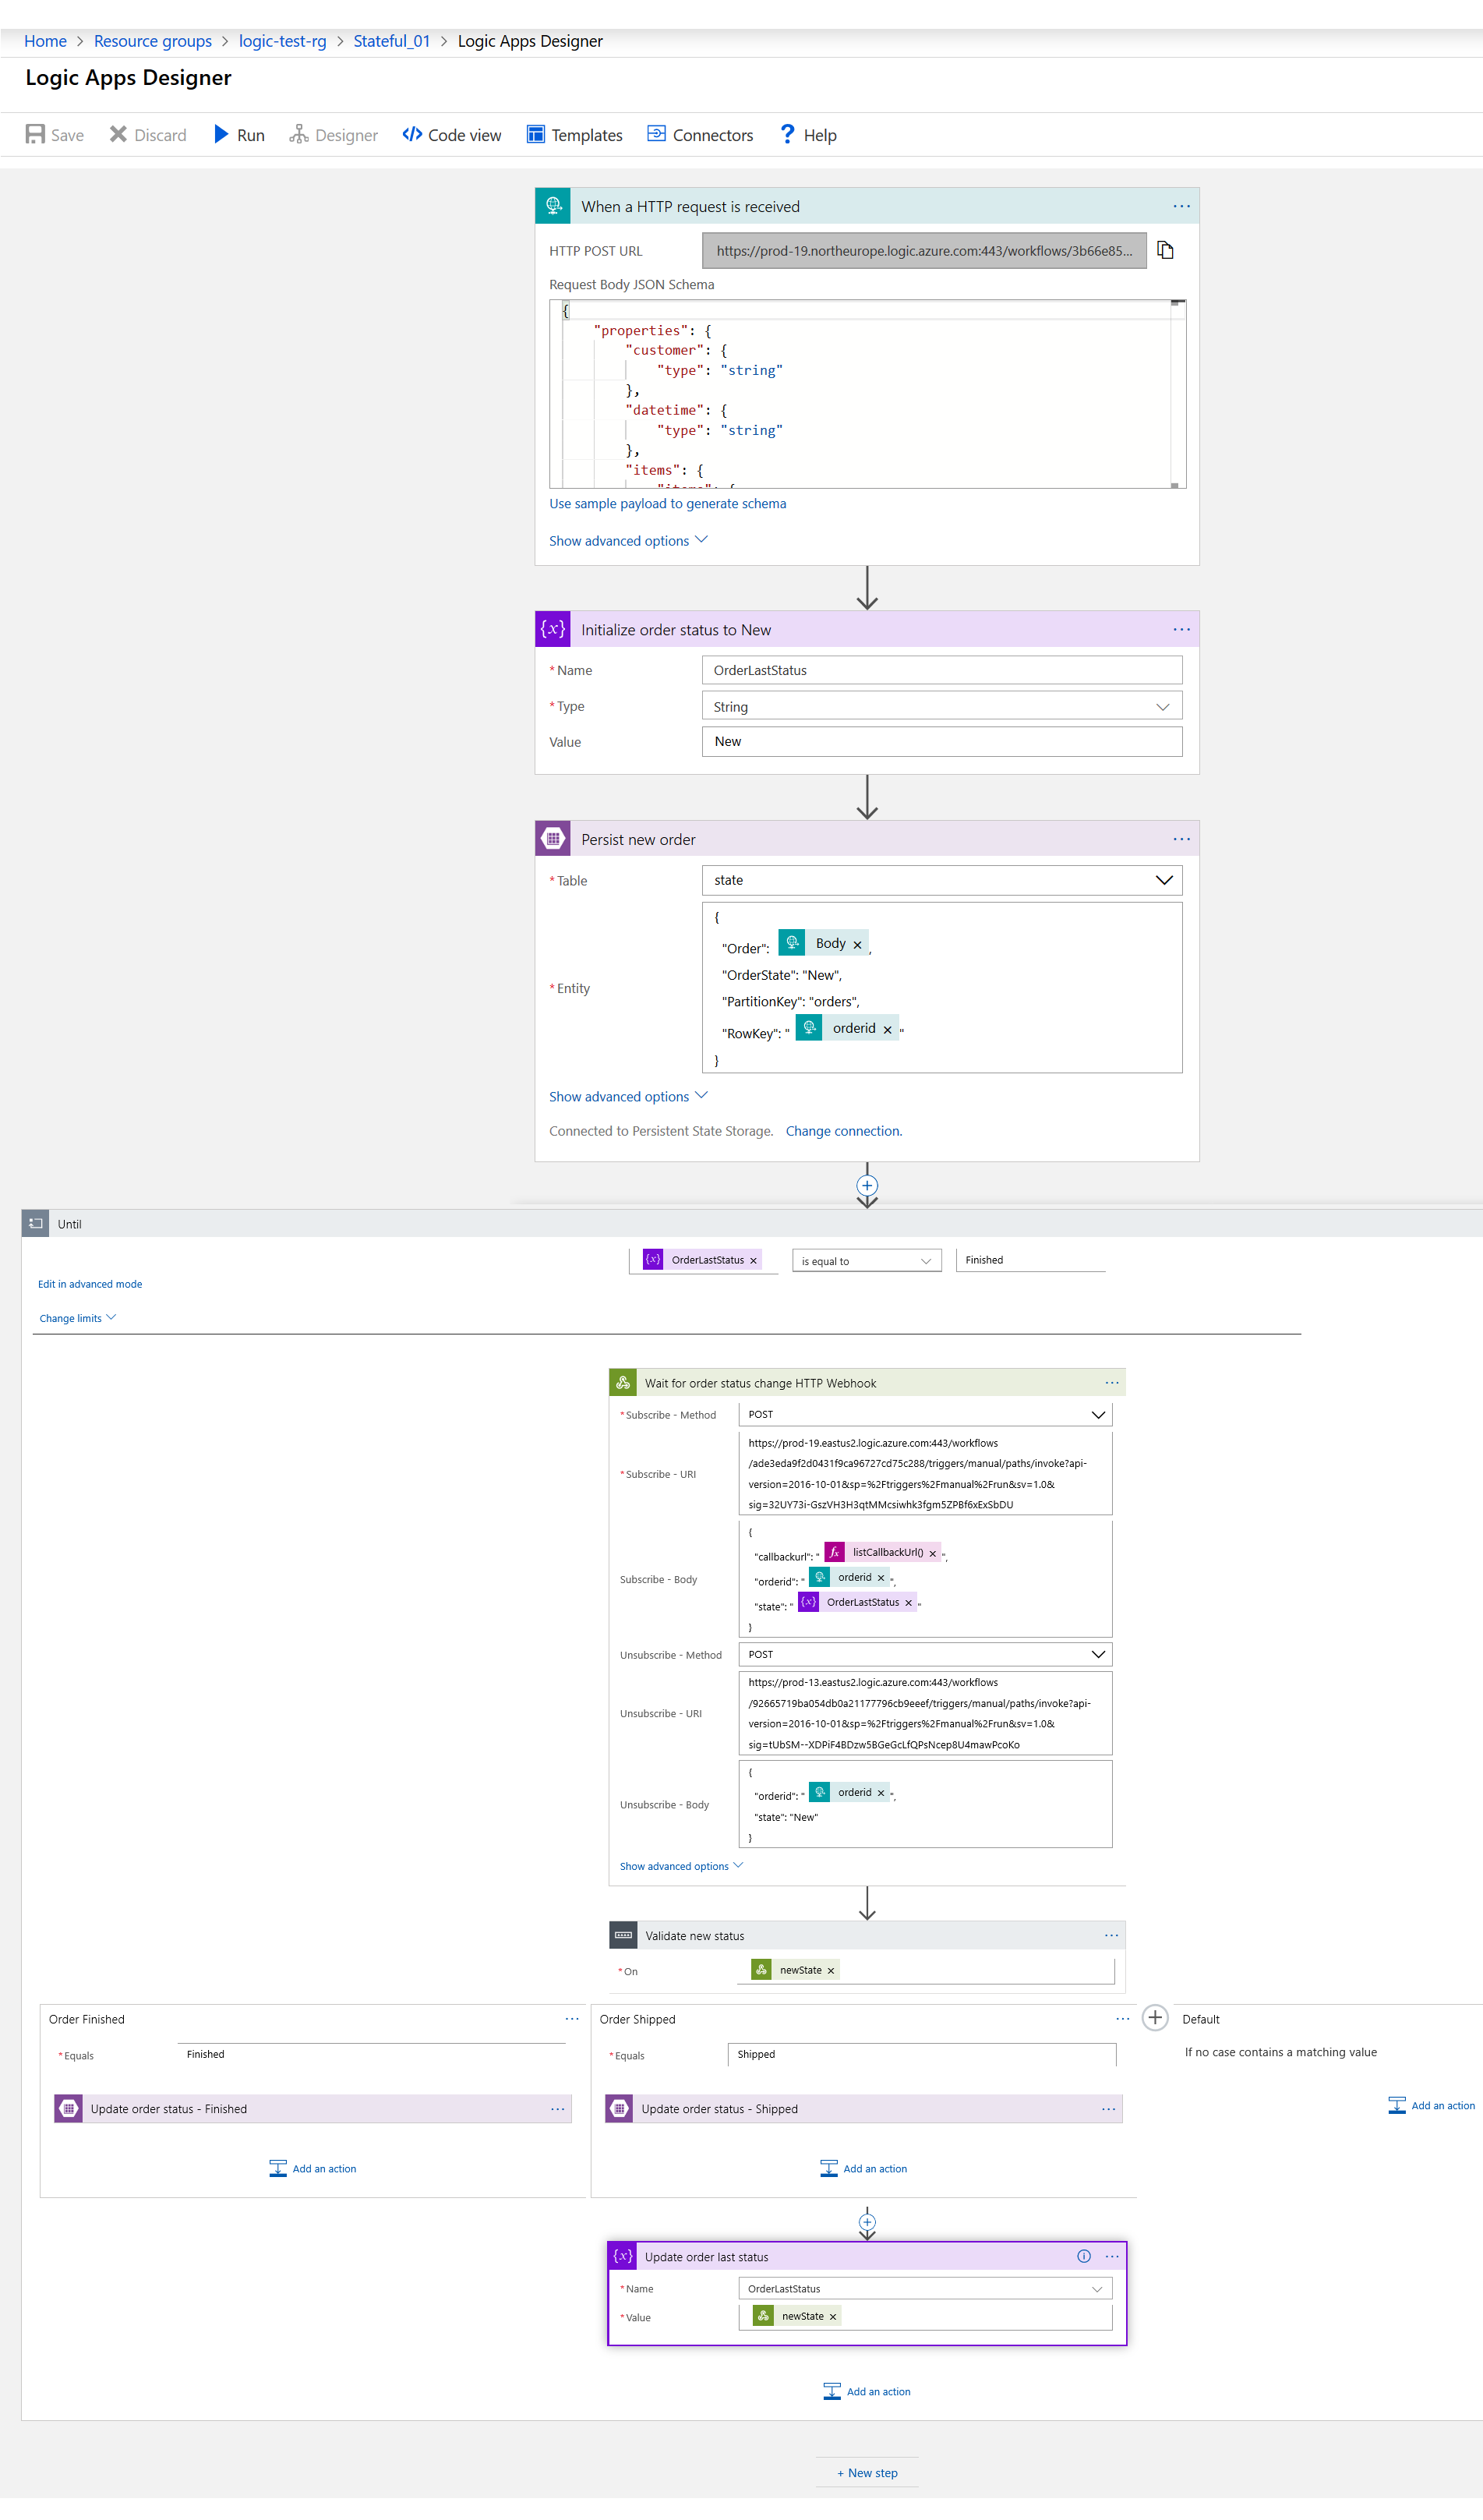 Home > Resource groups > logic-test-rg > Stateful_01 > Logic Apps Designer
Logic Apps Designer
Save Discard Run Designer </> Code view Templates Connectors ? Help
When a HTTP request is received ...
HTTP POST URL https://prod-19.northeurope.logic.azure.com:443/workflows/3b66e85...
Request Body JSON Schema
{
"properties": {
"customer": {
"type": "string"
},
"datetime": {
"type": "string"
},
"items": {
"items": {
Use sample payload to generate schema
Show advanced options
{x} Initialize order status to New ...
* Name OrderLastStatus
* Type String
Value New
Persist new order ...
* Table state
* Entity
{
"Order": Body × ,
"OrderState": "New",
"PartitionKey": "orders",
"RowKey": " orderid × "
}
Show advanced options
Connected to Persistent State Storage. Change connection.
Until
{x} OrderLastStatus × is equal to Finished
Edit in advanced mode
Change limits
Wait for order status change HTTP Webhook ...
* Subscribe - Method POST
* Subscribe - URI
https://prod-19.eastus2.logic.azure.com:443/workflows
/ade3eda9f2d0431f9ca96727cd75c288/triggers/manual/paths/invoke?api-
version=2016-10-01&sp=%2Ftriggers%2Fmanual%2Frun&sv=1.0&
sig=32UY73i-GszVH3H3qtMMcsiwhk3fgm5ZPBf6xExSbDU
Subscribe - Body
{
"callbackurl": " fx listCallbackUrl() × ",
"orderid": " orderid × ",
"state": " {x} OrderLastStatus × "
}
Unsubscribe - Method POST
Unsubscribe - URI
https://prod-13.eastus2.logic.azure.com:443/workflows
/92665719ba054db0a21177796cb9eeef/triggers/manual/paths/invoke?api-
version=2016-10-01&sp=%2Ftriggers%2Fmanual%2Frun&sv=1.0&
sig=tUbSM--XDPiF4BDzw5BGeGcLfQPsNcep8U4mawPcoKo
Unsubscribe - Body
{
"orderid": " orderid × ",
"state": "New"
}
Show advanced options
Validate new status ...
* On newState ×
Order Finished ...
* Equals Finished
Update order status - Finished ...
Add an action
Order Shipped ...
* Equals Shipped
Update order status - Shipped ...
Add an action
Default
If no case contains a matching value
Add an action
{x} Update order last status ...
* Name OrderLastStatus
* Value newState ×
Add an action
+ New step